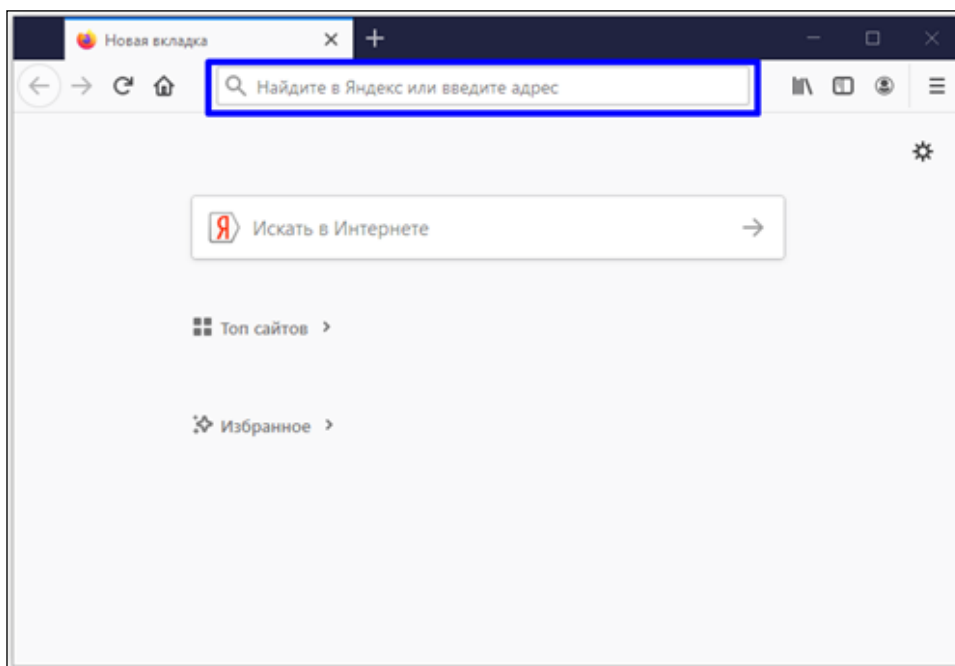 Новая вкладка
Найдите в Яндекс или введите адрес
Я Искать в Интернете
Топ сайтов
Избранное